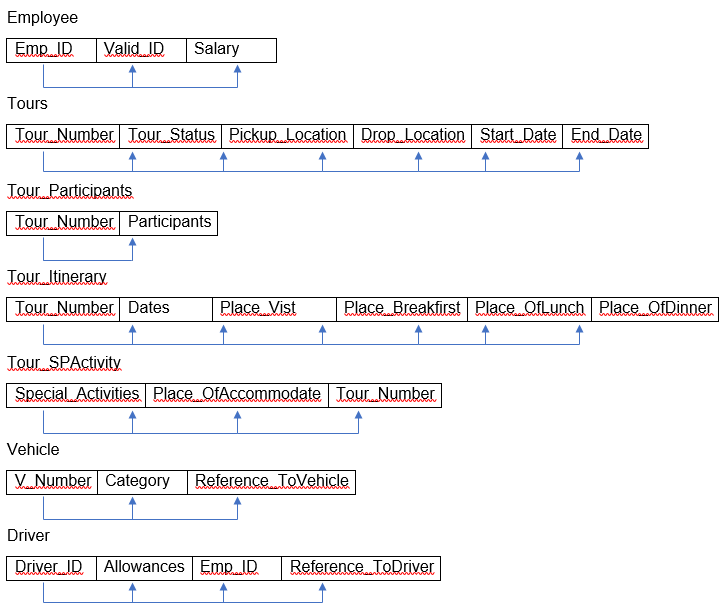 Employee
Emp_ID Valid_ID Salary
Tours
Tour_Number Tour_Status Pickup_Location Drop_Location Start_Date End_Date
Tour_Participants
Tour_Number Participants
Tour_Itinerary
Tour_Number Dates Place_Vist Place_Breakfirst Place_OfLunch Place_OfDinner
Tour_SPActivity
Special_Activities Place_OfAccommodate Tour_Number
Vehicle
V_Number Category Reference_ToVehicle
Driver
Driver_ID Allowances Emp_ID Reference_ToDriver